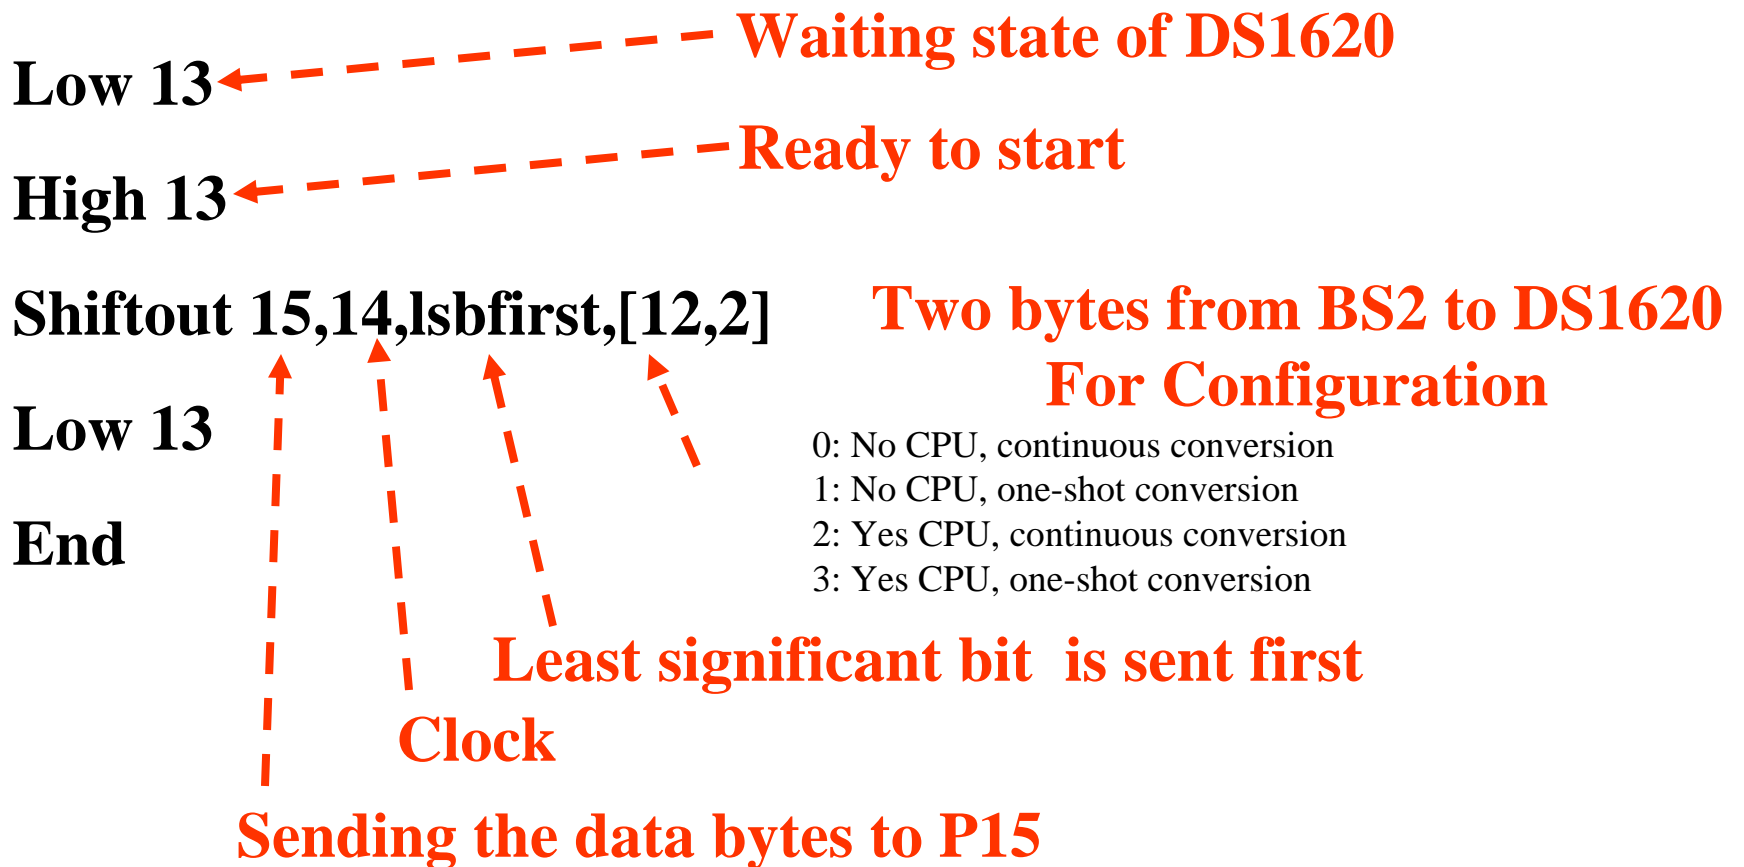 Waiting state of DS1620
Low 13
Ready to start
High 13
Shiftout 15,14,lsbfirst,[12,2]
Two bytes from BS2 to DS1620
For Configuration
Low 13
0: No CPU, continuous conversion
1: No CPU, one-shot conversion
2: Yes CPU, continuous conversion
3: Yes CPU, one-shot conversion
End
Least significant bit  is sent first
Clock
Sending the data bytes to P15